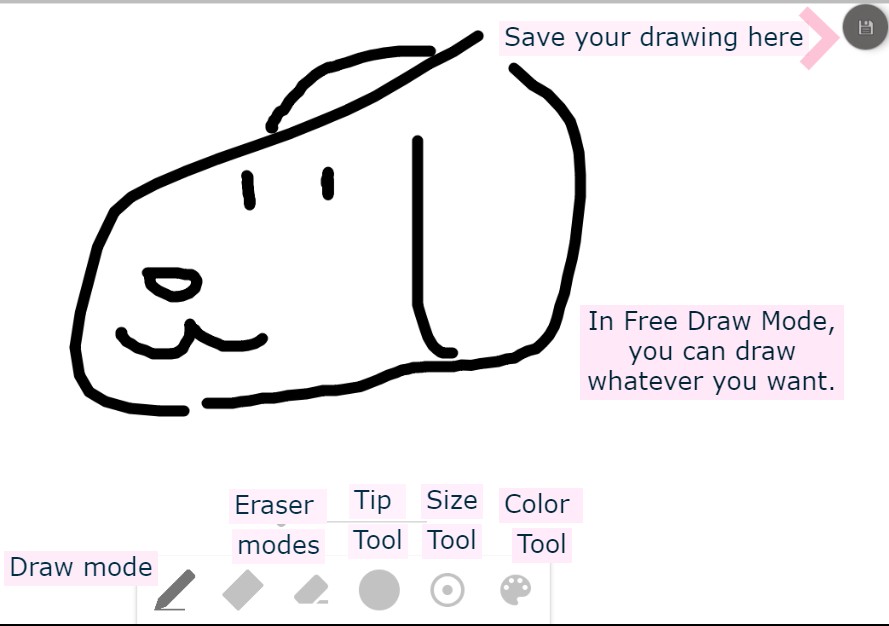 Save your drawing here
In Free Draw Mode,
you can draw
whatever you want.
Eraser
modes
Tip
Tool
Size
Tool
Color
Tool
Draw mode